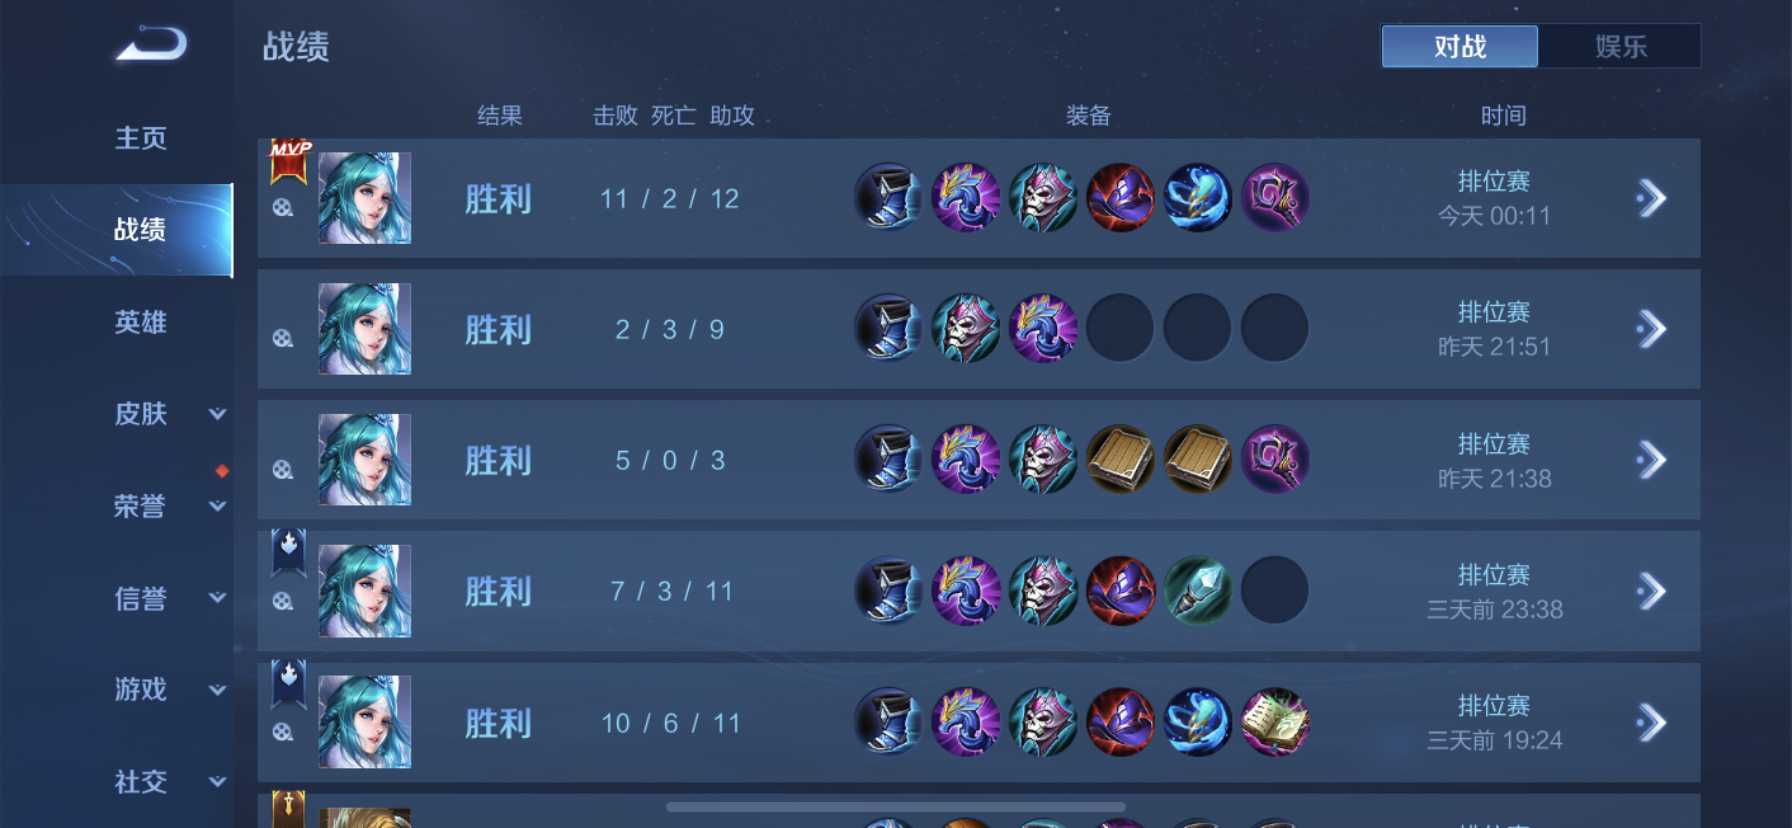 战绩
对战 娱乐
主页
战绩
英雄
皮肤
荣誉
信誉
游戏
社交
结果 击败 死亡 助攻 装备 时间
MVP
胜利 11 / 2 / 12 排位赛
今天 00:11
胜利 2 / 3 / 9 排位赛
昨天 21:51
胜利 5 / 0 / 3 排位赛
昨天 21:38
胜利 7 / 3 / 11 排位赛
三天前 23:38
胜利 10 / 6 / 11 排位赛
三天前 19:24